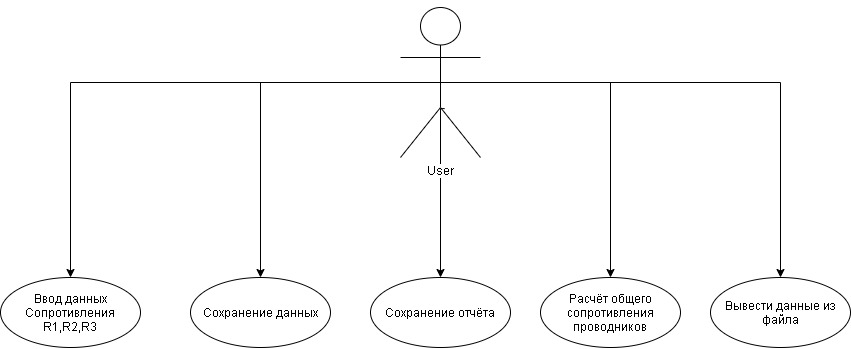 User
Ввод данных
Сопротивления
R1,R2,R3
Сохранение данных
Сохранение отчёта
Расчёт общего
сопротивления
проводников
Вывести данные из
файла